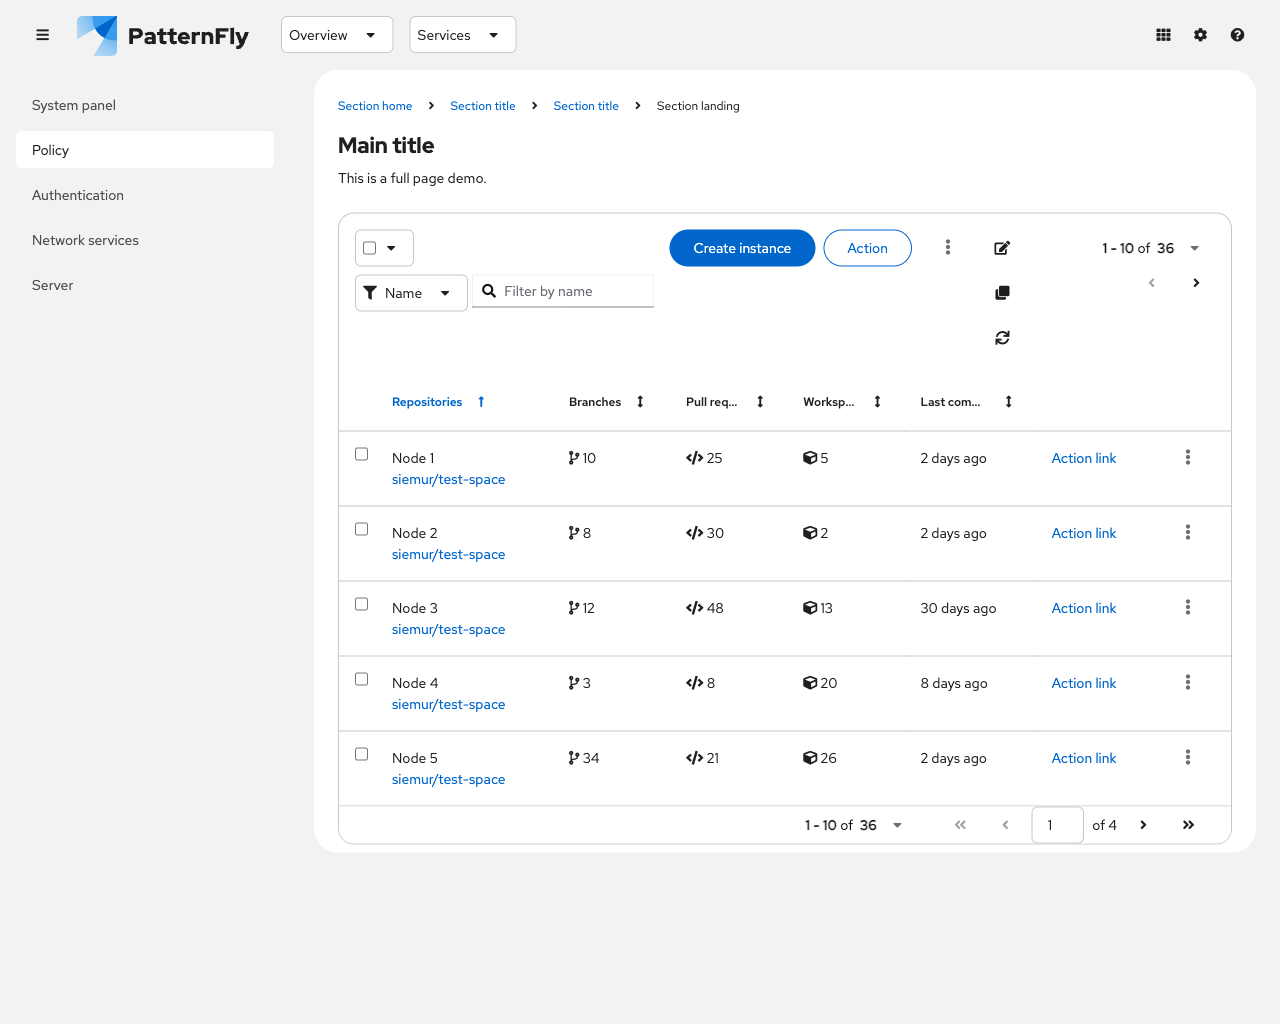 PatternFly
Overview
Services
System panel
Policy
Authentication
Network services
Server
Section home
Section title
Section title
Section landing
Main title
This is a full page demo.
Create instance
Action
1 - 10 of 36
Name
Filter by name
Repositories
Branches
Pull req...
Worksp...
Last com...
Node 1
10
25
5
2 days ago
Action link
siemur/test-space
Node 2
8
30
2
2 days ago
Action link
siemur/test-space
Node 3
12
48
13
30 days ago
Action link
siemur/test-space
Node 4
3
8
20
8 days ago
Action link
siemur/test-space
Node 5
34
21
26
2 days ago
Action link
siemur/test-space
1 - 10 of 36
1
of 4